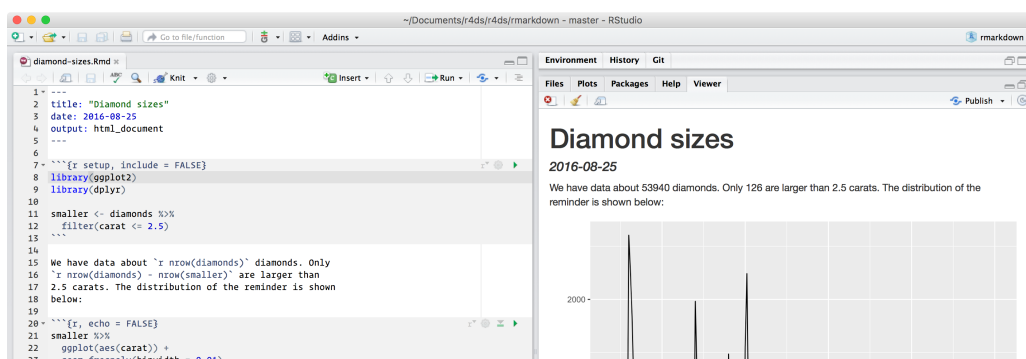 ~/Documents/r4ds/r4ds/rmarkdown - master - RStudio
Go to file/function
Addins
rmarkdown
diamond-sizes.Rmd
ABC
Knit
Insert
Run
1 ---
2 title: "Diamond sizes"
3 date: 2016-08-25
4 output: html_document
5 ---
6
7 ```{r setup, include = FALSE}
8 library(ggplot2)
9 library(dplyr)
10
11 smaller <- diamonds %>%
12   filter(carat <= 2.5)
13 ```
14
15 We have data about `r nrow(diamonds)` diamonds. Only
16 `r nrow(diamonds) - nrow(smaller)` are larger than
17 2.5 carats. The distribution of the reminder is shown
18 below:
19
20 ```{r, echo = FALSE}
21 smaller %>%
22   ggplot(aes(carat)) +
Environment History Git
Files Plots Packages Help Viewer
Publish
Diamond sizes
2016-08-25
We have data about 53940 diamonds. Only 126 are larger than 2.5 carats. The distribution of the
reminder is shown below:
2000